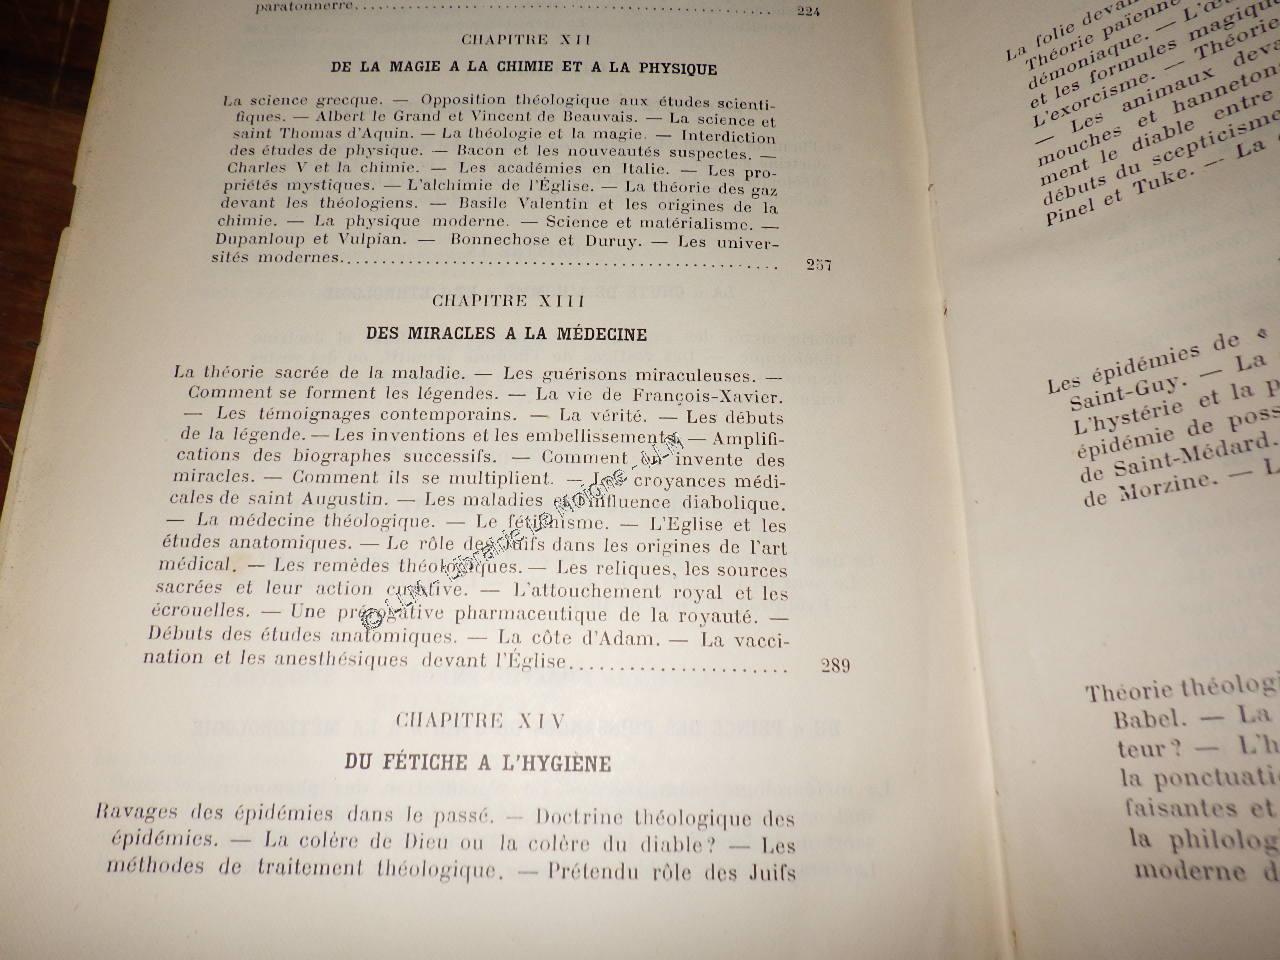 paratonnerre........ 224
CHAPITRE XII
DE LA MAGIE A LA CHIMIE ET A LA PHYSIQUE
La science grecque. — Opposition théologique aux études scienti-
fiques. — Albert le Grand et Vincent de Beauvais. — La science et
saint Thomas d'Aquin. — La théologie et la magie. — Interdiction
des études de physique. — Bacon et les nouveautés suspectes. —
Charles V et la chimie. — Les académies en Italie. — Les pro-
priétés mystiques. — L'alchimie de l'Église. — La théorie des gaz
devant les théologiens. — Basile Valentin et les origines de la
chimie. — La physique moderne. — Science et matérialisme. —
Dupanloup et Vulpian. — Bonnechose et Duruy. — Les univer-
sités modernes........ 257
CHAPITRE XIII
DES MIRACLES A LA MÉDECINE
La théorie sacrée de la maladie. — Les guérisons miraculeuses. —
Comment se forment les légendes. — La vie de François-Xavier.
— Les témoignages contemporains. — La vérité. — Les débuts
de la légende. — Les inventions et les embellissements. — Amplifi-
cations des biographes successifs. — Comment on invente des
miracles. — Comment ils se multiplient. — Les croyances médi-
cales de saint Augustin. — Les maladies et l'influence diabolique.
— La médecine théologique. — Le fétichisme. — L'Eglise et les
études anatomiques. — Le rôle des Juifs dans les origines de l'art
médical. — Les remèdes théologiques. — Les reliques, les sources
sacrées et leur action curative. — L'attouchement royal et les
écrouelles. — Une prérogative pharmaceutique de la royauté. —
Débuts des études anatomiques. — La côte d'Adam. — La vacci-
nation et les anesthésiques devant l'Église........ 289
CHAPITRE XIV
DU FÉTICHE A L'HYGIÈNE
Ravages des épidémies dans le passé. — Doctrine théologique des
épidémies. — La colère de Dieu ou la colère du diable? — Les
méthodes de traitement théologique. — Prétendu rôle des Juifs
© LLM - Librairie Le Moigne - LLM
La folie devan
Théorie païenne
démoniaque. — L'œu
et les formules magique
L'exorcisme. — Théorie
— Les animaux deva
mouches et hanneton
ment le diable entre
débuts du scepticisme
Pinel et Tuke. — La
Les épidémies de «
Saint-Guy. — La
L'hystérie et la p
épidémie de poss
de Saint-Médard.
de Morzine. — L
Théorie théologi
Babel. — La
teur? — L'h
la ponctuati
faisantes et
la philolog
moderne d